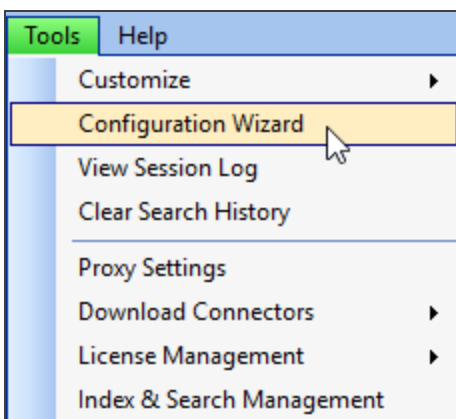 Tools Help
Customize
Configuration Wizard
View Session Log
Clear Search History
Proxy Settings
Download Connectors
License Management
Index & Search Management